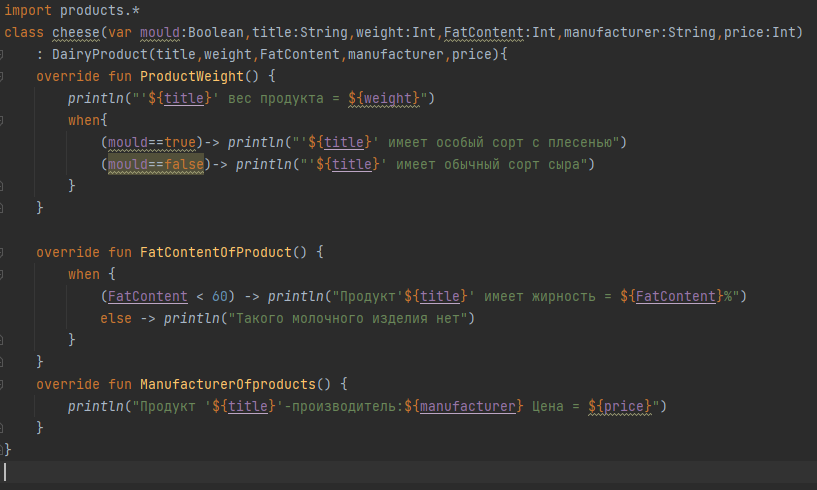 import products.*
class cheese(var mould:Boolean,title:String,weight:Int,FatContent:Int,manufacturer:String,price:Int)
    : DairyProduct(title,weight,FatContent,manufacturer,price){
    override fun ProductWeight() {
        println("'${title}' вес продукта = ${weight}")
        when{
            (mould==true)-> println("'${title}' имеет особый сорт с плесенью")
            (mould==false)-> println("'${title}' имеет обычный сорт сыра")
        }
    }
    override fun FatContentOfProduct() {
        when {
            (FatContent < 60) -> println("Продукт'${title}' имеет жирность = ${FatContent}%")
            else -> println("Такого молочного изделия нет")
        }
    }
    override fun ManufacturerOfproducts() {
        println("Продукт '${title}'-производитель:${manufacturer} Цена = ${price}")
    }
}